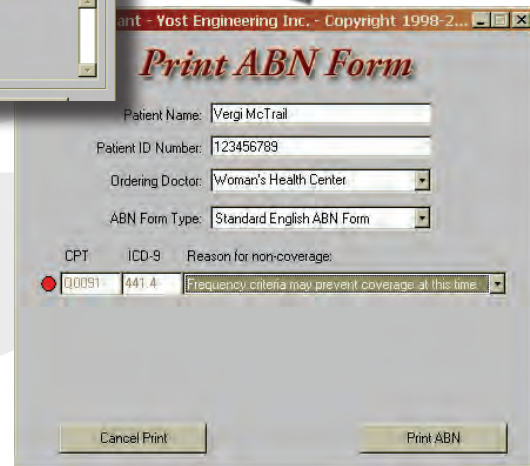 ant - Yost Engineering Inc. - Copyright 1998-2...
Print ABN Form
Patient Name: Vergi McTrail
Patient ID Number: 123456789
Ordering Doctor: Woman's Health Center
ABN Form Type: Standard English ABN Form
CPT ICD-9 Reason for non-coverage:
Q0091 441.4 Frequency criteria may prevent coverage at this time.
Cancel Print Print ABN